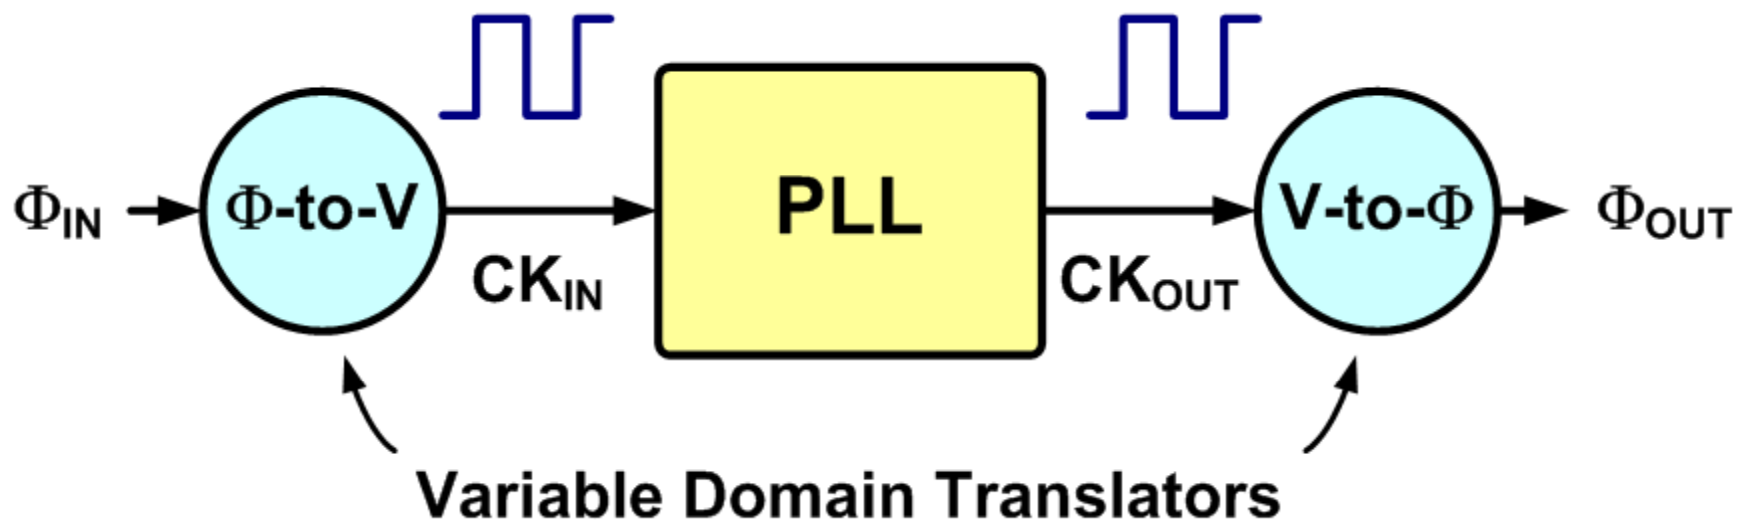 ΦIN
Φ-to-V
CKIN
PLL
CKOUT
V-to-Φ
ΦOUT
Variable Domain Translators